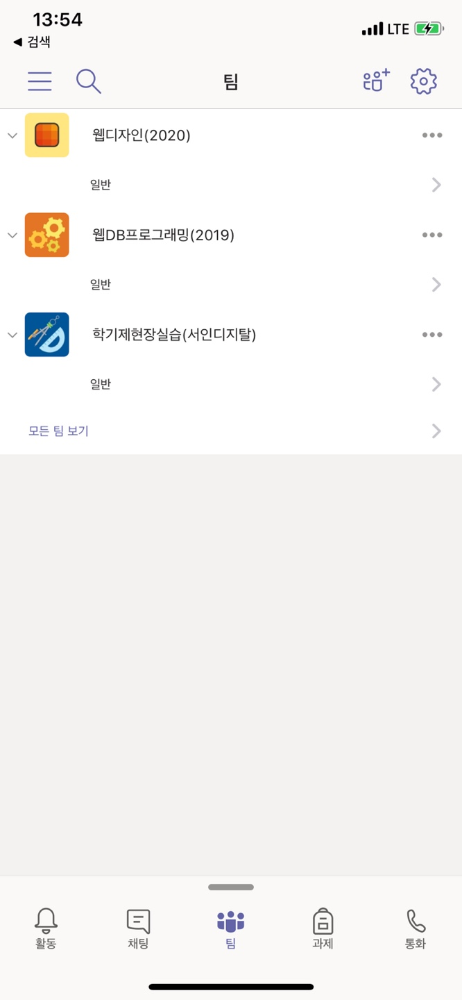 13:54
LTE
◀ 검색
팀
웹디자인(2020)
일반
웹DB프로그래밍(2019)
일반
학기제현장실습(서인디지탈)
일반
모든 팀 보기
활동
채팅
팀
과제
통화